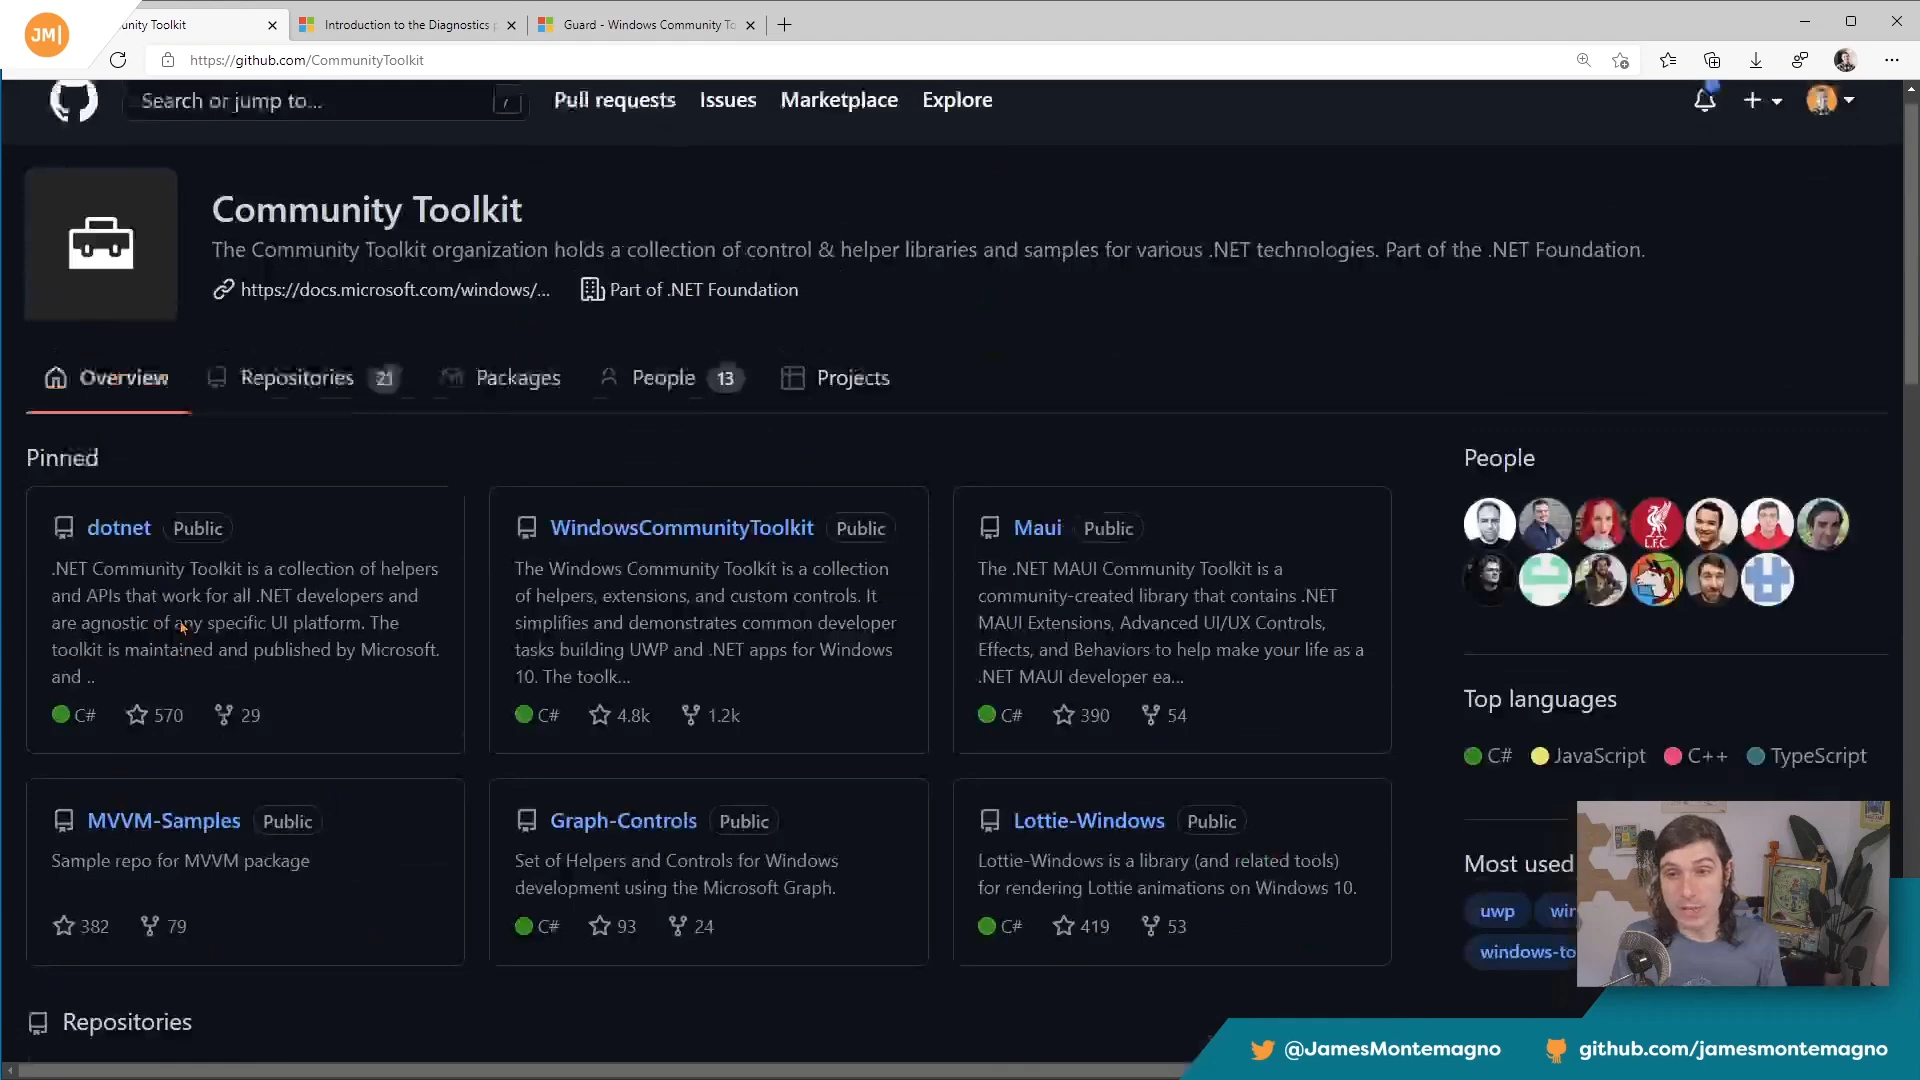 JM|
unity Toolkit
Introduction to the Diagnostics p
Guard - Windows Community To
https://github.com/CommunityToolkit
Search or jump to...
/
Pull requests
Issues
Marketplace
Explore
Community Toolkit
The Community Toolkit organization holds a collection of control & helper libraries and samples for various .NET technologies. Part of the .NET Foundation.
https://docs.microsoft.com/windows/...
Part of .NET Foundation
Overview
Repositories 21
Packages
People 13
Projects
Pinned
dotnet Public
.NET Community Toolkit is a collection of helpers
and APIs that work for all .NET developers and
are agnostic of any specific UI platform. The
toolkit is maintained and published by Microsoft.
and ..
C# 570 29
WindowsCommunityToolkit Public
The Windows Community Toolkit is a collection
of helpers, extensions, and custom controls. It
simplifies and demonstrates common developer
tasks building UWP and .NET apps for Windows
10. The toolk...
C# 4.8k 1.2k
Maui Public
The .NET MAUI Community Toolkit is a
community-created library that contains .NET
MAUI Extensions, Advanced UI/UX Controls,
Effects, and Behaviors to help make your life as a
.NET MAUI developer ea...
C# 390 54
MVVM-Samples Public
Sample repo for MVVM package
382 79
Graph-Controls Public
Set of Helpers and Controls for Windows
development using the Microsoft Graph.
C# 93 24
Lottie-Windows Public
Lottie-Windows is a library (and related tools)
for rendering Lottie animations on Windows 10.
C# 419 53
Repositories
People
L.F.C
Top languages
C# JavaScript C++ TypeScript
Most used
uwp win
windows-to
@JamesMontemagno
github.com/jamesmontemagno